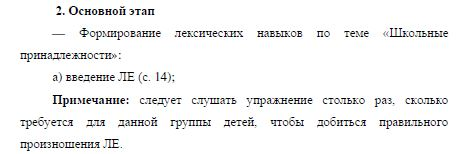 2. Основной этап
— Формирование лексических навыков по теме «Школьные
принадлежности»:
а) введение ЛЕ (с. 14);
Примечание: следует слушать упражнение столько раз, сколько
требуется для данной группы детей, чтобы добиться правильного
произношения ЛЕ.